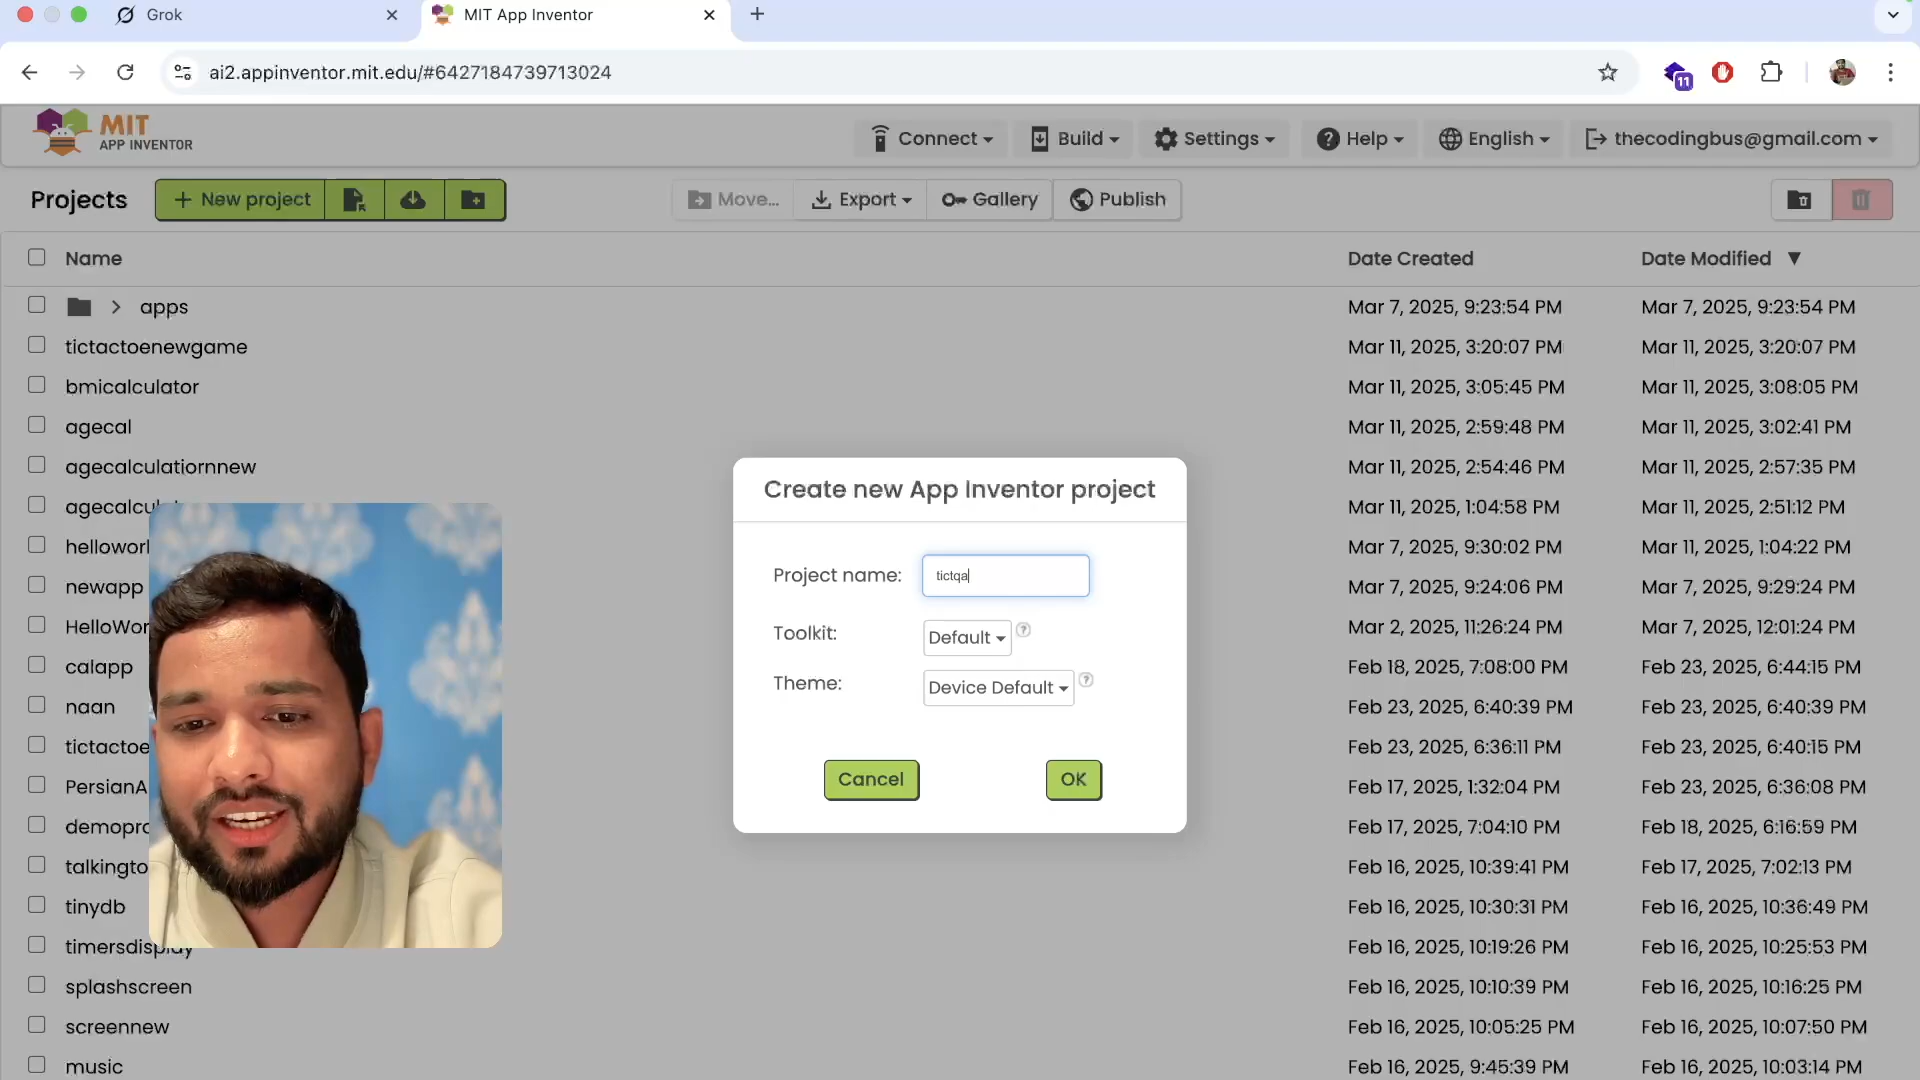 Grok
MIT App Inventor
ai2.appinventor.mit.edu/#6427184739713024
11
MIT
APP INVENTOR
Connect
Build
Settings
Help
English
thecodingbus@gmail.com
Projects
+ New project
Move...
Export
Gallery
Publish
Name
Date Created
Date Modified ▼
apps
Mar 7, 2025, 9:23:54 PM
Mar 7, 2025, 9:23:54 PM
tictactoenewgame
Mar 11, 2025, 3:20:07 PM
Mar 11, 2025, 3:20:07 PM
bmicalculator
Mar 11, 2025, 3:05:45 PM
Mar 11, 2025, 3:08:05 PM
agecal
Mar 11, 2025, 2:59:48 PM
Mar 11, 2025, 3:02:41 PM
agecalculatiornnew
Mar 11, 2025, 2:54:46 PM
Mar 11, 2025, 2:57:35 PM
Mar 11, 2025, 1:04:58 PM
Mar 11, 2025, 2:51:12 PM
Mar 7, 2025, 9:30:02 PM
Mar 11, 2025, 1:04:22 PM
newapp
Mar 7, 2025, 9:24:06 PM
Mar 7, 2025, 9:29:24 PM
HelloWor
Mar 2, 2025, 11:26:24 PM
Mar 7, 2025, 12:01:24 PM
calapp
Feb 18, 2025, 7:08:00 PM
Feb 23, 2025, 6:44:15 PM
naan
Feb 23, 2025, 6:40:39 PM
Feb 23, 2025, 6:40:39 PM
tictactoe
Feb 23, 2025, 6:36:11 PM
Feb 23, 2025, 6:40:15 PM
PersianA
Feb 17, 2025, 1:32:04 PM
Feb 23, 2025, 6:36:08 PM
demopro
Feb 17, 2025, 7:04:10 PM
Feb 18, 2025, 6:16:59 PM
talkingto
Feb 16, 2025, 10:39:41 PM
Feb 17, 2025, 7:02:13 PM
tinydb
Feb 16, 2025, 10:30:31 PM
Feb 16, 2025, 10:36:49 PM
timersdisplay
Feb 16, 2025, 10:19:26 PM
Feb 16, 2025, 10:25:53 PM
splashscreen
Feb 16, 2025, 10:10:39 PM
Feb 16, 2025, 10:16:25 PM
screennew
Feb 16, 2025, 10:05:25 PM
Feb 16, 2025, 10:07:50 PM
music
Feb 16, 2025, 9:45:39 PM
Feb 16, 2025, 10:03:14 PM
Create new App Inventor project
Project name:
tictqa
Toolkit:
Default
?
Theme:
Device Default
?
Cancel
OK